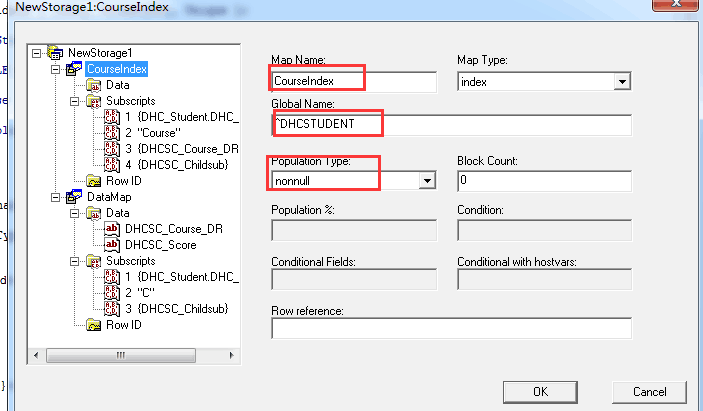 NewStorage1:CourseIndex
NewStorage1
CourseIndex
Data
Subscripts
1 {DHC_Student.DHC_
2 "Course"
3 {DHCSC_Course_DR
4 {DHCSC_Childsub}
Row ID
DataMap
Data
DHCSC_Course_DR
DHCSC_Score
Subscripts
1 {DHC_Student.DHC_
2 "C"
3 {DHCSC_Childsub}
Row ID
Map Name:
CourseIndex
Map Type:
index
Global Name:
^DHCSTUDENT
Population Type:
nonnull
Block Count:
0
Population %:
Condition:
Conditional Fields:
Conditional with hostvars:
Row reference:
OK
Cancel